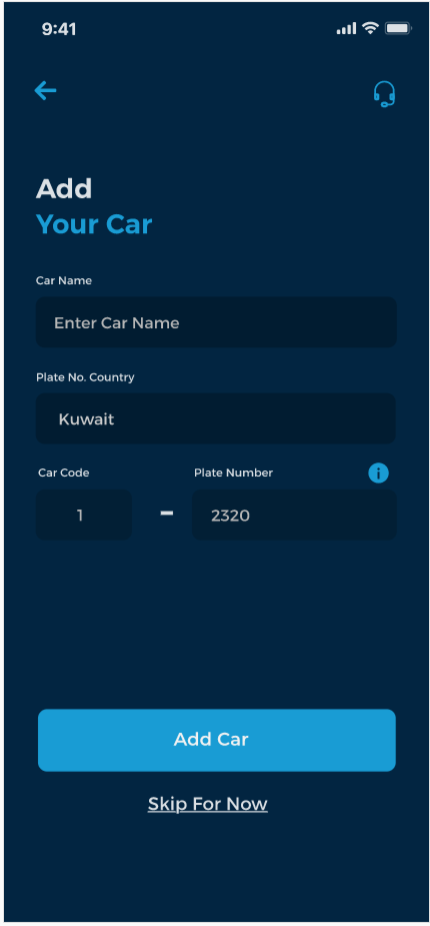 9:41
Add
Your Car
Car Name
Enter Car Name
Plate No. Country
Kuwait
Car Code Plate Number i
1 - 2320
Add Car
Skip For Now